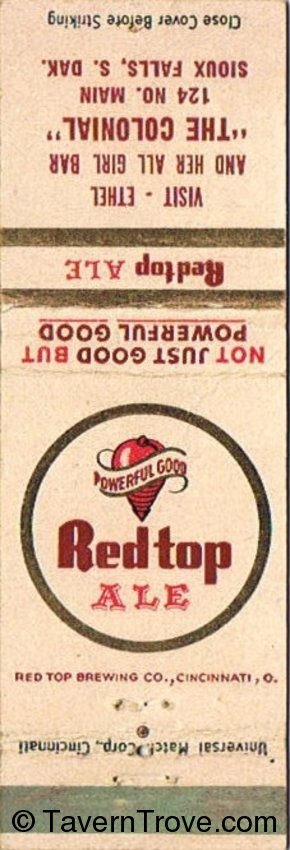 Close Cover Before Striking
VISIT - ETHEL
AND HER ALL GIRL BAR
"THE COLONIAL"
124 NO. MAIN
SIOUX FALLS, S. DAK.
Redtop ALE
NOT JUST GOOD BUT
POWERFUL GOOD
POWERFUL GOOD
Redtop
ALE
RED TOP BREWING CO., CINCINNATI, O.
Universal Match Corp., Cincinnati
© TavernTrove.com